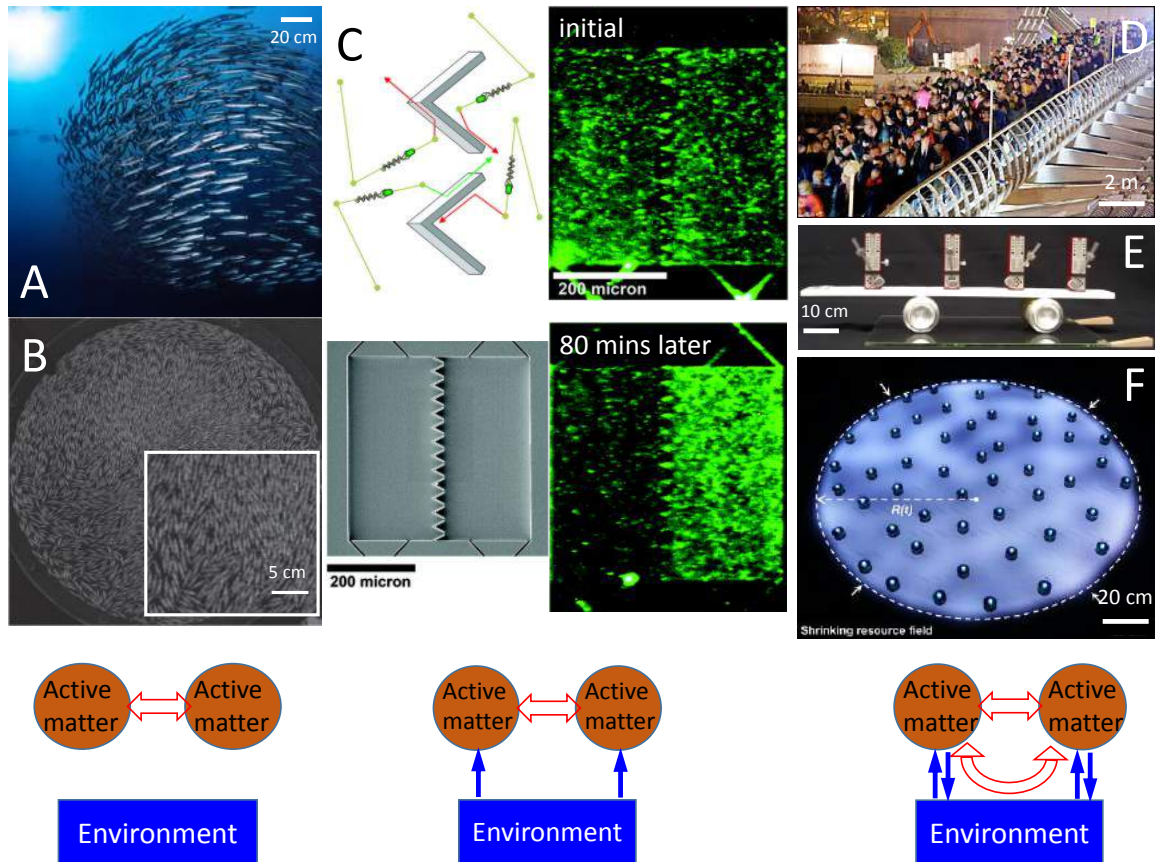 20 cm
A
B
5 cm
C
initial
200 micron
80 mins later
200 micron
D
2 m
E
10 cm
F
R(t)
20 cm
Shrinking resource field
Active
matter
Active
matter
Environment
Active
matter
Active
matter
Environment
Active
matter
Active
matter
Environment